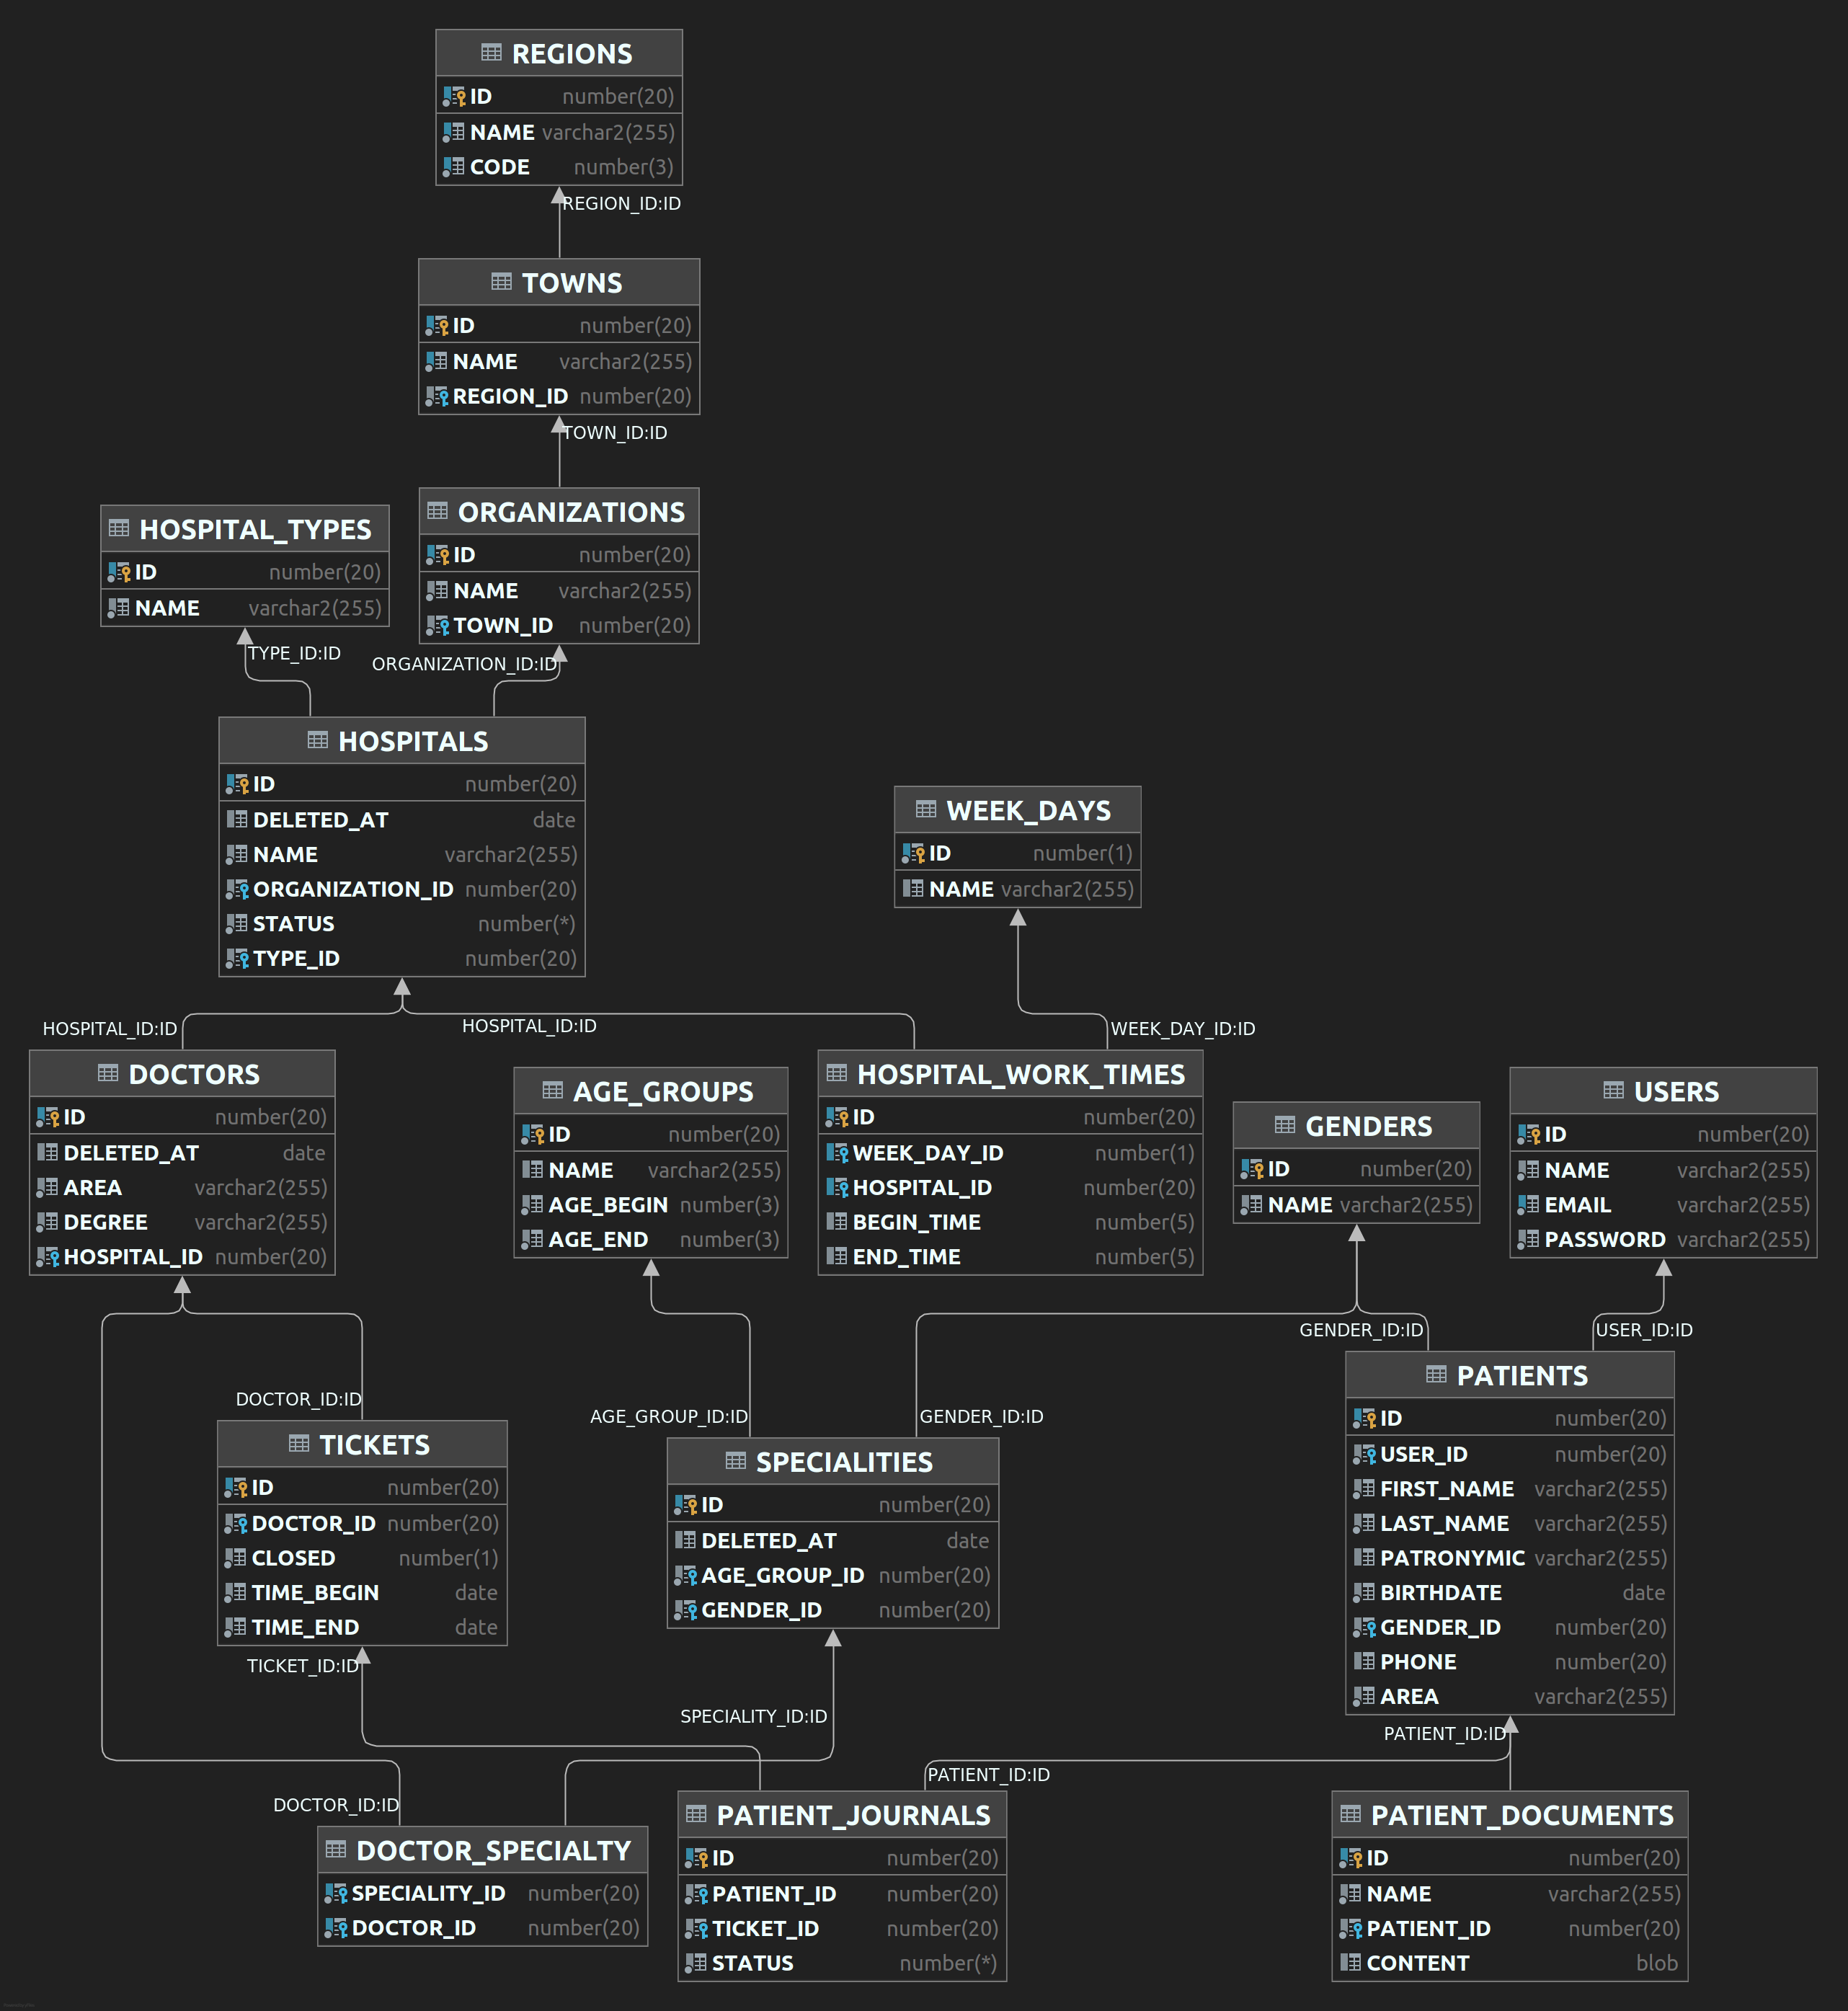 REGIONS
ID number(20)
NAME varchar2(255)
CODE number(3)
REGION_ID:ID
TOWNS
ID number(20)
NAME varchar2(255)
REGION_ID number(20)
TOWN_ID:ID
HOSPITAL_TYPES
ID number(20)
NAME varchar2(255)
ORGANIZATIONS
ID number(20)
NAME varchar2(255)
TOWN_ID number(20)
TYPE_ID:ID
ORGANIZATION_ID:ID
HOSPITALS
ID number(20)
DELETED_AT date
NAME varchar2(255)
ORGANIZATION_ID number(20)
STATUS number(*)
TYPE_ID number(20)
WEEK_DAYS
ID number(1)
NAME varchar2(255)
HOSPITAL_ID:ID
HOSPITAL_ID:ID
WEEK_DAY_ID:ID
DOCTORS
ID number(20)
DELETED_AT date
AREA varchar2(255)
DEGREE varchar2(255)
HOSPITAL_ID number(20)
AGE_GROUPS
ID number(20)
NAME varchar2(255)
AGE_BEGIN number(3)
AGE_END number(3)
HOSPITAL_WORK_TIMES
ID number(20)
WEEK_DAY_ID number(1)
HOSPITAL_ID number(20)
BEGIN_TIME number(5)
END_TIME number(5)
GENDERS
ID number(20)
NAME varchar2(255)
USERS
ID number(20)
NAME varchar2(255)
EMAIL varchar2(255)
PASSWORD varchar2(255)
GENDER_ID:ID
USER_ID:ID
DOCTOR_ID:ID
AGE_GROUP_ID:ID
GENDER_ID:ID
TICKETS
ID number(20)
DOCTOR_ID number(20)
CLOSED number(1)
TIME_BEGIN date
TIME_END date
SPECIALITIES
ID number(20)
DELETED_AT date
AGE_GROUP_ID number(20)
GENDER_ID number(20)
PATIENTS
ID number(20)
USER_ID number(20)
FIRST_NAME varchar2(255)
LAST_NAME varchar2(255)
PATRONYMIC varchar2(255)
BIRTHDATE date
GENDER_ID number(20)
PHONE number(20)
AREA varchar2(255)
TICKET_ID:ID
SPECIALITY_ID:ID
PATIENT_ID:ID
PATIENT_ID:ID
DOCTOR_ID:ID
DOCTOR_SPECIALTY
SPECIALITY_ID number(20)
DOCTOR_ID number(20)
PATIENT_JOURNALS
ID number(20)
PATIENT_ID number(20)
TICKET_ID number(20)
STATUS number(*)
PATIENT_DOCUMENTS
ID number(20)
NAME varchar2(255)
PATIENT_ID number(20)
CONTENT blob